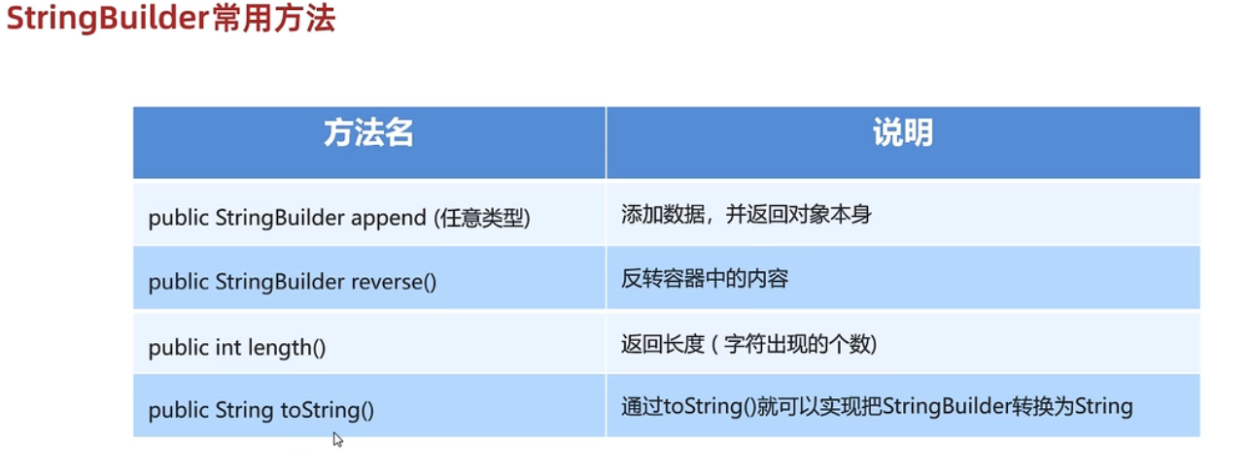 StringBuilder常用方法
方法名 说明
public StringBuilder append (任意类型) 添加数据，并返回对象本身
public StringBuilder reverse() 反转容器中的内容
public int length() 返回长度 ( 字符出现的个数)
public String toString() 通过toString()就可以实现把StringBuilder转换为String